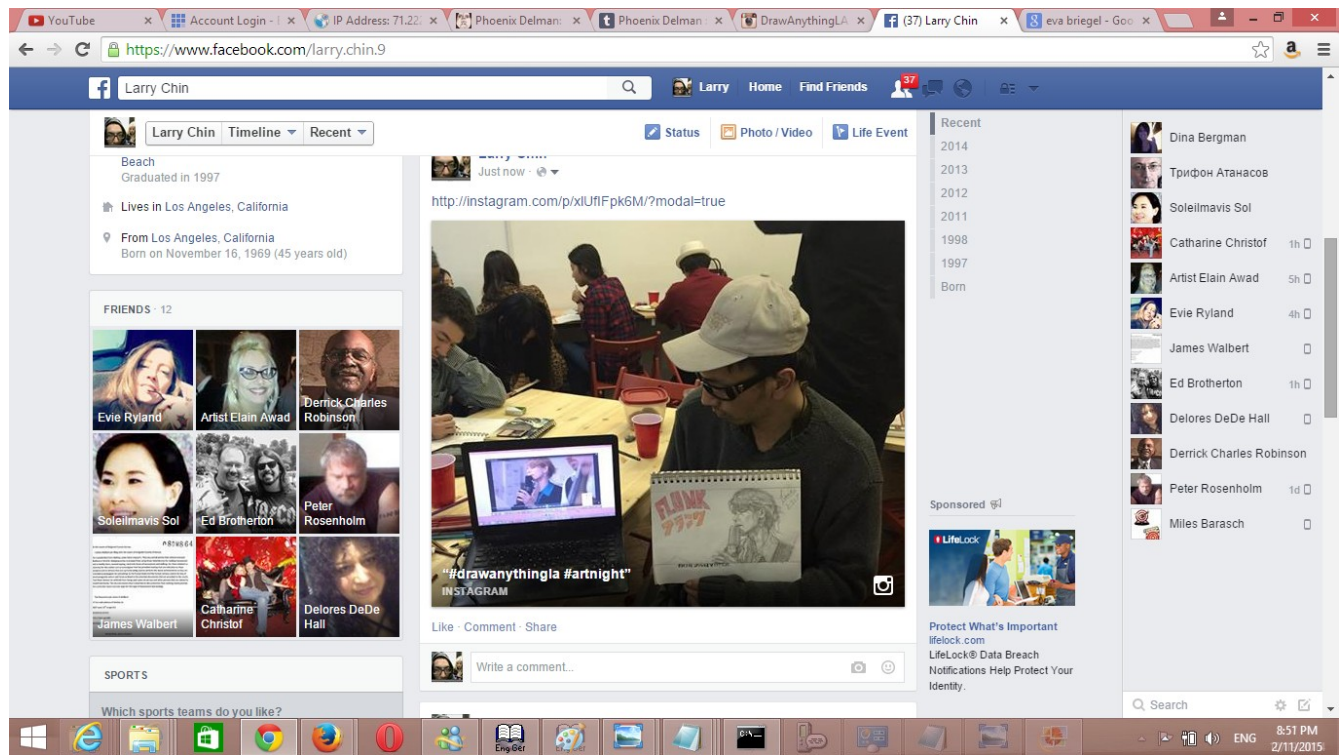 YouTube
Account Login -
IP Address: 71.222
Phoenix Delman:
Phoenix Delman
DrawAnythingLA
(37) Larry Chin
eva briegel - Goo
https://www.facebook.com/larry.chin.9
Larry Chin
Larry
Home
Find Friends
37
Larry Chin
Timeline
Recent
Status
Photo / Video
Life Event
Beach
Graduated in 1997
Lives in Los Angeles, California
From Los Angeles, California
Born on November 16, 1969 (45 years old)
FRIENDS · 12
Evie Ryland
Artist Elain Awad
Derrick Charles
Robinson
Soleilmavis Sol
Ed Brotherton
Peter
Rosenholm
James Walbert
Catharine
Christof
Delores DeDe
Hall
SPORTS
Which sports teams do you like?
Larry Chin
Just now ·
http://instagram.com/p/xlUfIFpk6M/?modal=true
FLUNK
"#drawanythingla #artnight"
INSTAGRAM
Like · Comment · Share
Write a comment...
Recent
2014
2013
2012
2011
1998
1997
Born
Sponsored
LifeLock
Protect What's Important
lifelock.com
LifeLock® Data Breach
Notifications Help Protect Your
Identity.
Dina Bergman
Трифон Атанасов
Soleilmavis Sol
Catharine Christof 1h
Artist Elain Awad 5h
Evie Ryland 4h
James Walbert
Ed Brotherton 1h
Delores DeDe Hall
Derrick Charles Robinson
Peter Rosenholm 1d
Miles Barasch
Search
Eng Ger
C:\
ENG
8:51 PM
2/11/2015